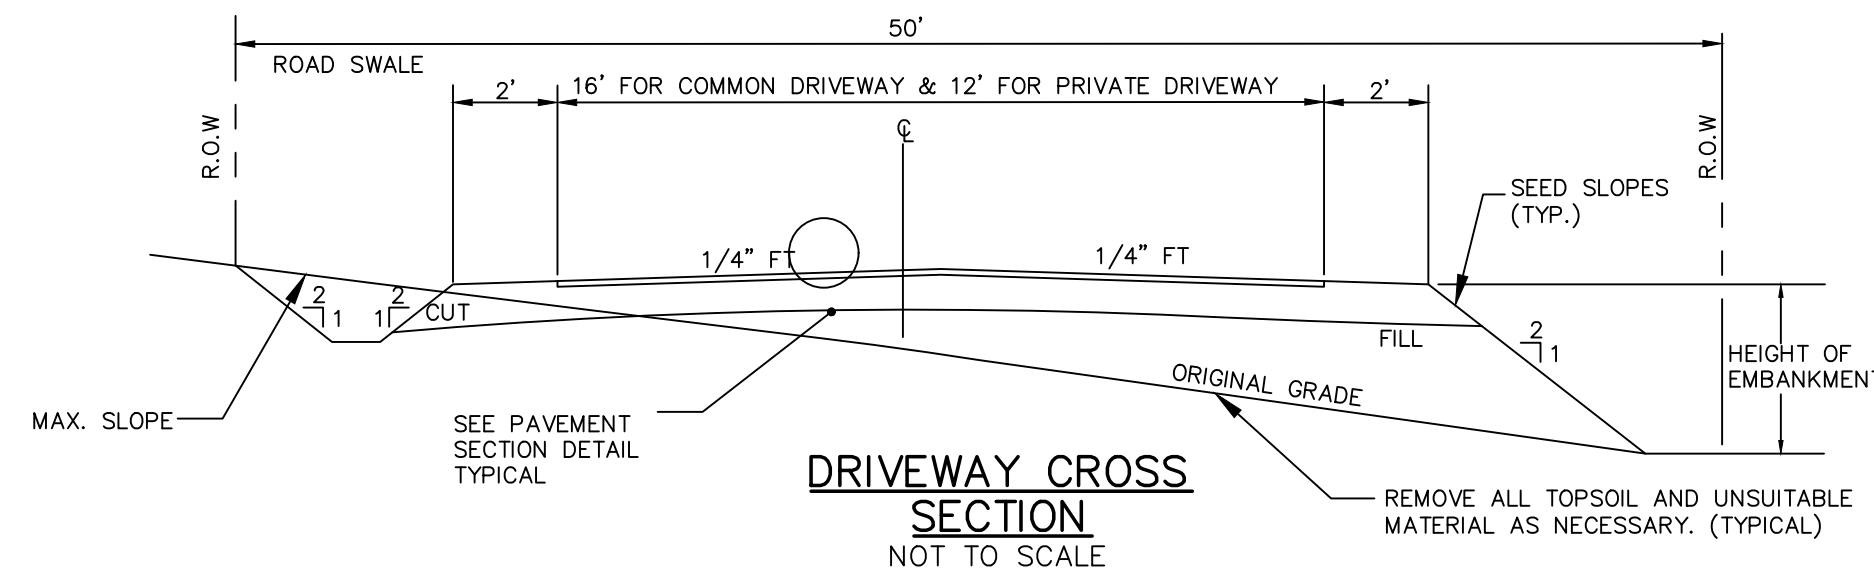 50'
ROAD SWALE
2'
16' FOR COMMON DRIVEWAY & 12' FOR PRIVATE DRIVEWAY
2'
R.O.W
℄
R.O.W
SEED SLOPES
(TYP.)
1/4" FT
1/4" FT
2
1
2
1
CUT
FILL
2
1
HEIGHT OF
EMBANKMENT
ORIGINAL GRADE
MAX. SLOPE
SEE PAVEMENT
SECTION DETAIL
TYPICAL
DRIVEWAY CROSS
SECTION
NOT TO SCALE
REMOVE ALL TOPSOIL AND UNSUITABLE
MATERIAL AS NECESSARY. (TYPICAL)